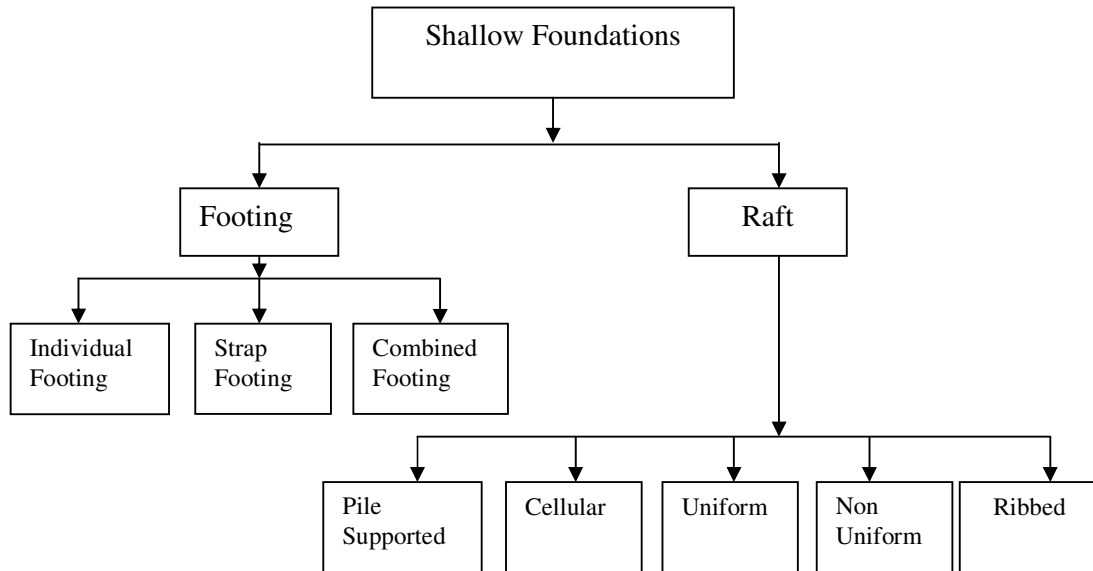 Shallow Foundations
Footing
Raft
Individual
Footing
Strap
Footing
Combined
Footing
Pile
Supported
Cellular
Uniform
Non
Uniform
Ribbed